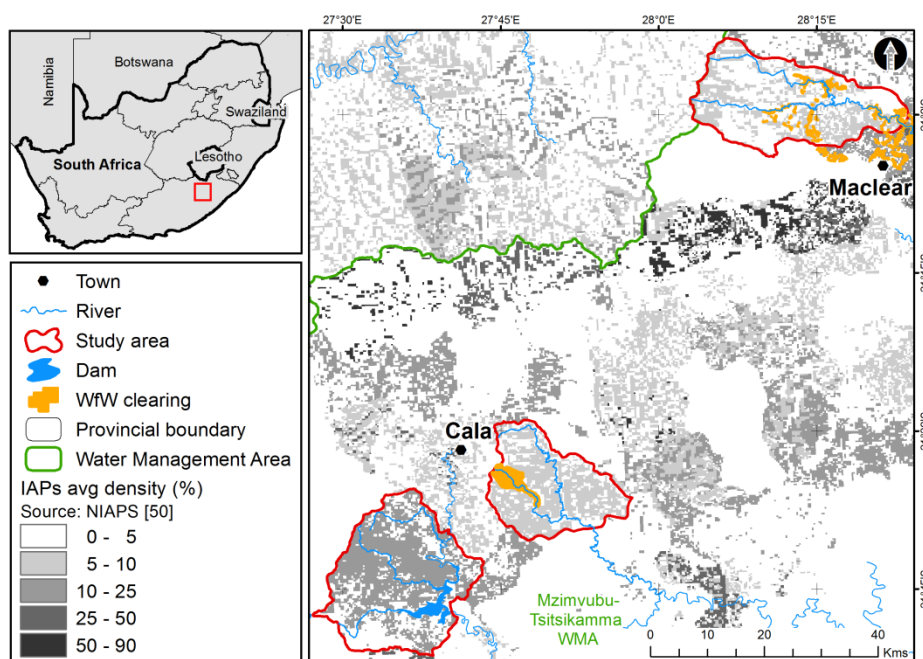 27°30'E
27°45'E
28°0'E
28°15'E
Namibia
Botswana
Swaziland
South Africa
Lesotho
Maclear
Town
River
Study area
Dam
WfW clearing
Provincial boundary
Water Management Area
IAPs avg density (%)
Source: NIAPS [50]
0 - 5
5 - 10
10 - 25
25 - 50
50 - 90
Cala
Mzimvubu-
Tsitsikamma
WMA
0 10 20 40
Kms